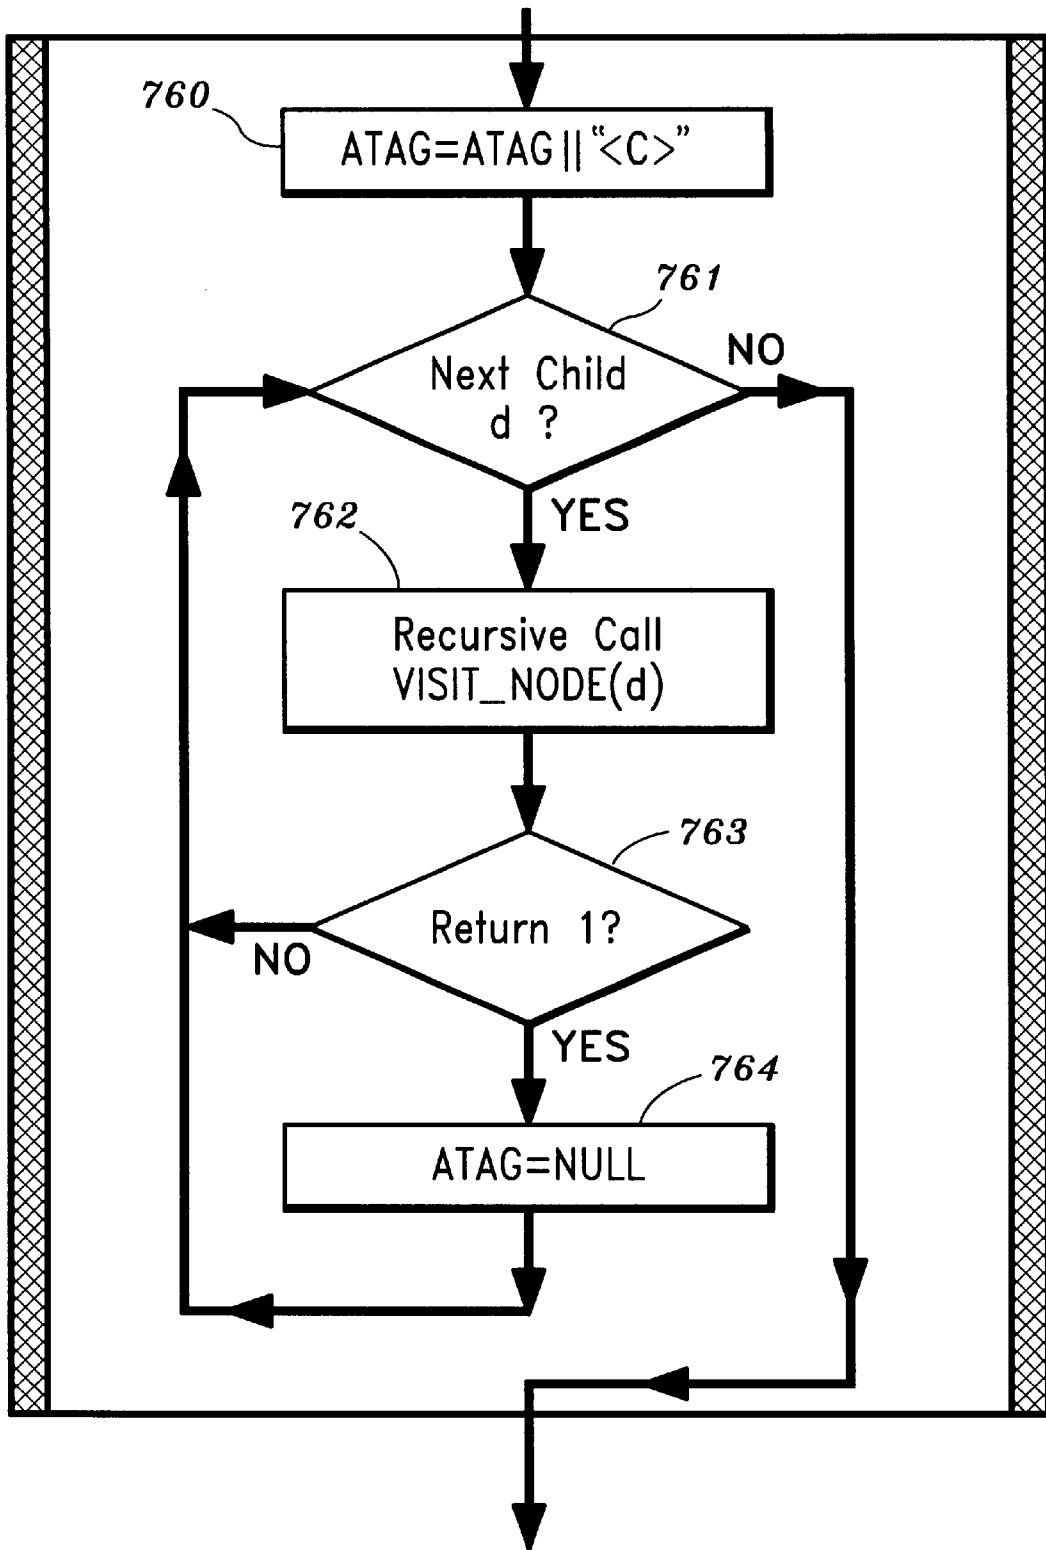 760
ATAG=ATAG||“<C>”
761
Next Child
d ?
NO
YES
762
Recursive Call
VISIT_NODE(d)
763
Return 1?
NO
YES
764
ATAG=NULL